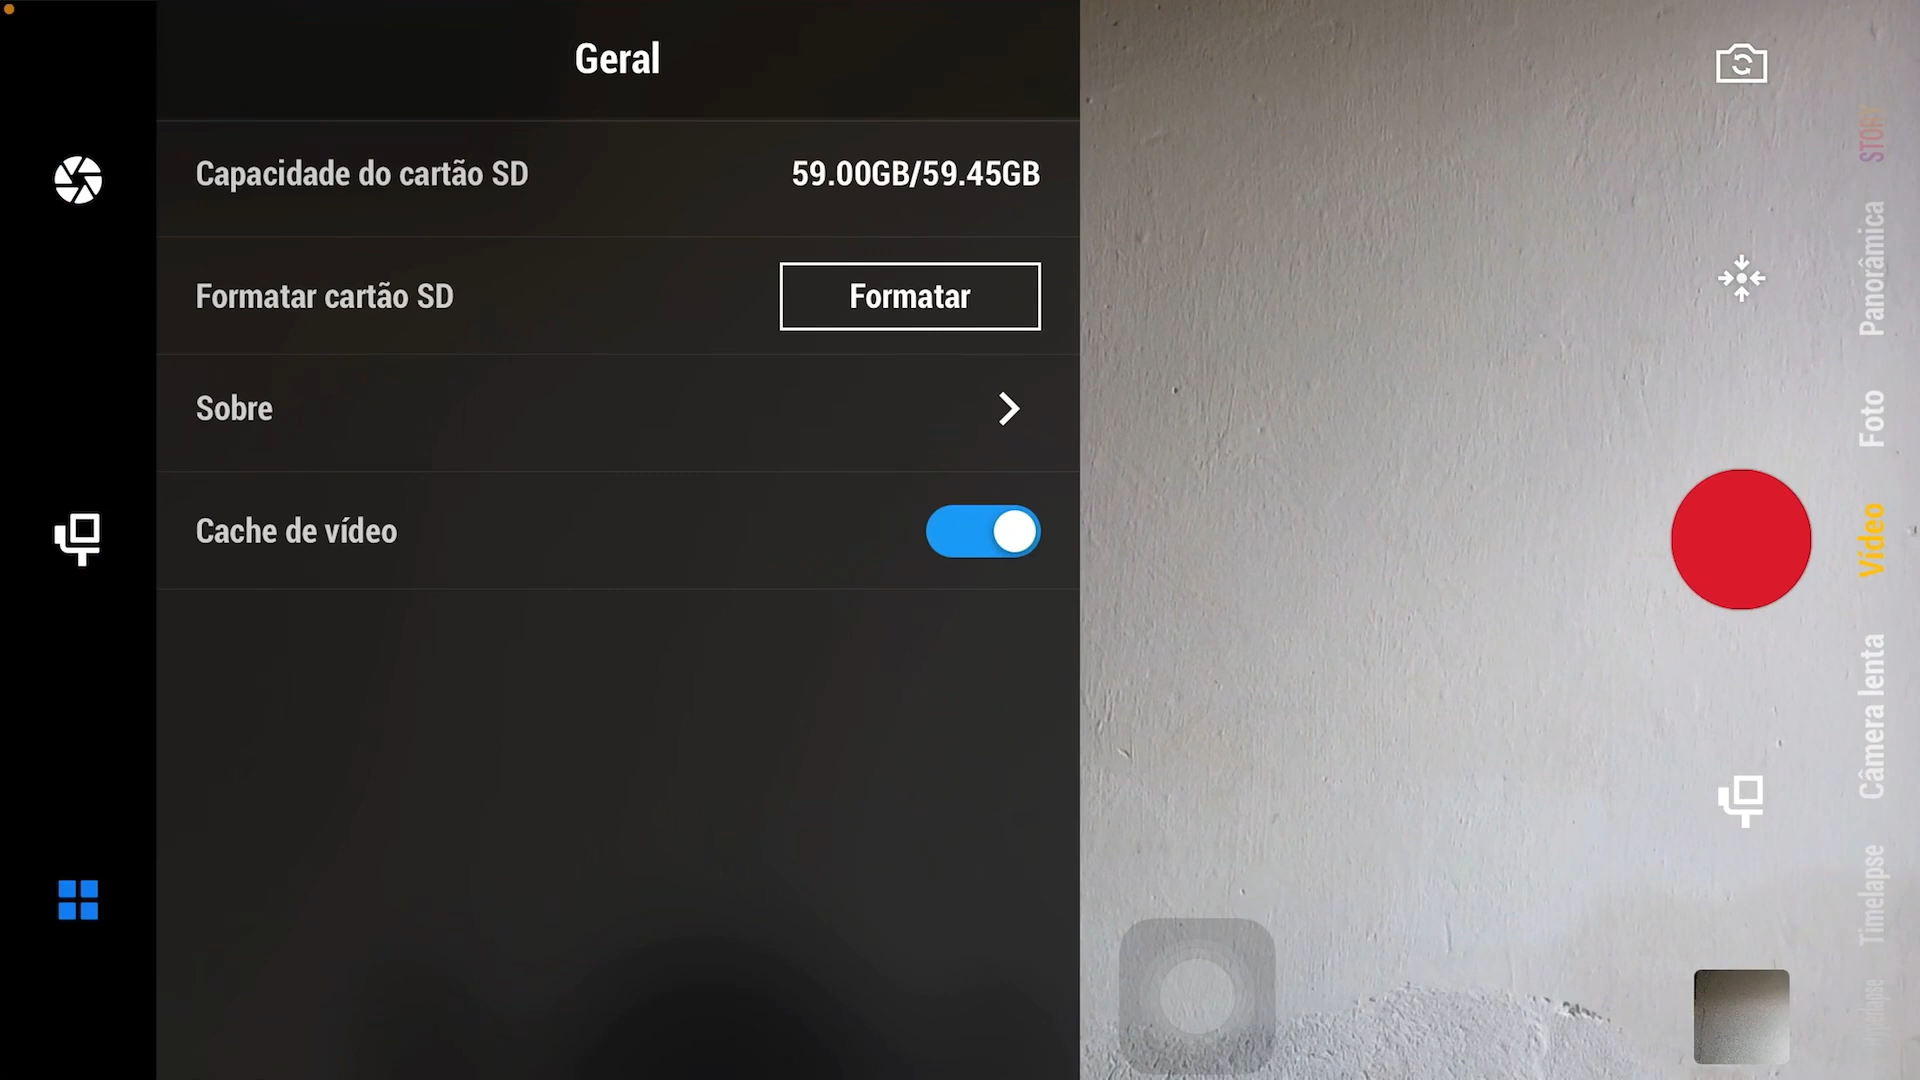 Geral
Capacidade do cartão SD 59.00GB/59.45GB
Formatar cartão SD Formatar
Sobre
Cache de vídeo
STORY
Panorâmica
Foto
Vídeo
Câmera lenta
Timelapse